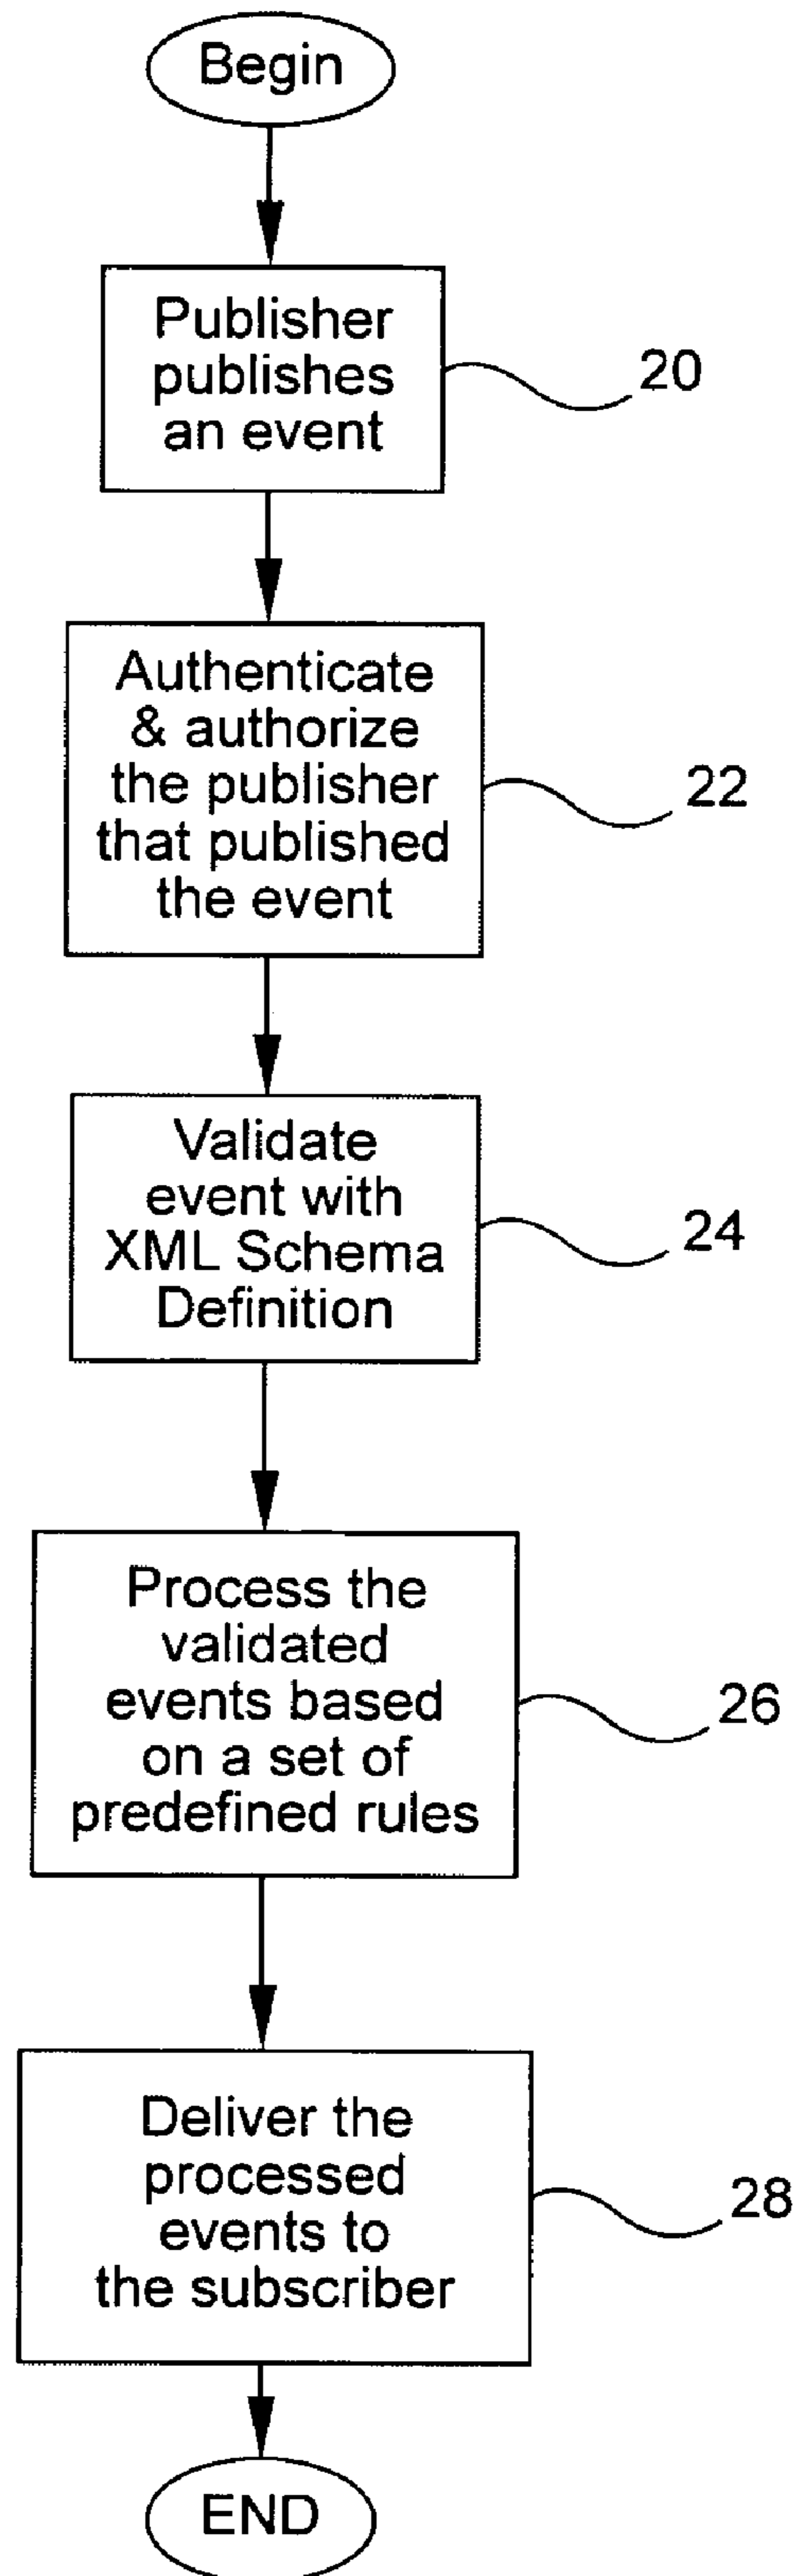 Begin
Publisher
publishes
an event
20
Authenticate
& authorize
the publisher
that published
the event
22
Validate
event with
XML Schema
Definition
24
Process the
validated
events based
on a set of
predefined rules
26
Deliver the
processed
events to
the subscriber
28
END